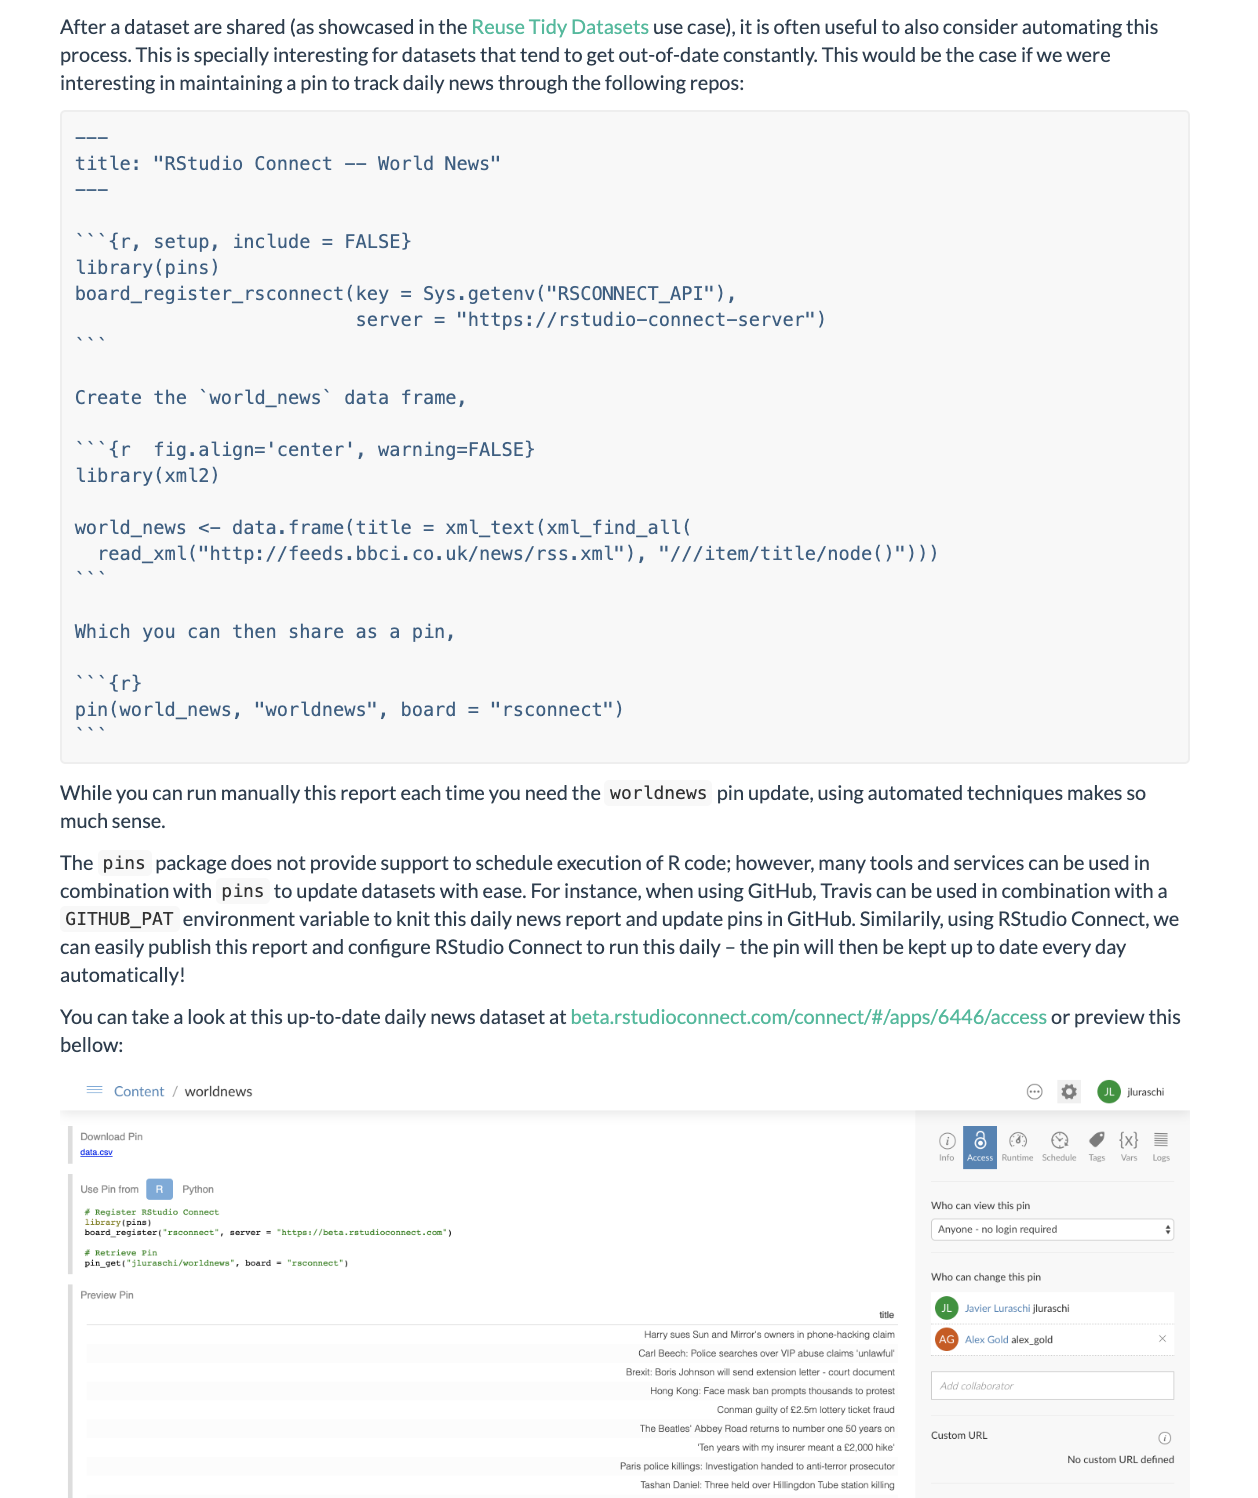 After a dataset are shared (as showcased in the Reuse Tidy Datasets use case), it is often useful to also consider automating this
process. This is specially interesting for datasets that tend to get out-of-date constantly. This would be the case if we were
interesting in maintaining a pin to track daily news through the following repos:
---
title: "RStudio Connect -- World News"
---
```{r, setup, include = FALSE}
library(pins)
board_register_rsconnect(key = Sys.getenv("RSCONNECT_API"),
                         server = "https://rstudio-connect-server")
```
Create the `world_news` data frame,
```{r  fig.align='center', warning=FALSE}
library(xml2)
world_news <- data.frame(title = xml_text(xml_find_all(
  read_xml("http://feeds.bbci.co.uk/news/rss.xml"), "///item/title/node()")))
```
Which you can then share as a pin,
```{r}
pin(world_news, "worldnews", board = "rsconnect")
```
While you can run manually this report each time you need the worldnews pin update, using automated techniques makes so
much sense.
The pins package does not provide support to schedule execution of R code; however, many tools and services can be used in
combination with pins to update datasets with ease. For instance, when using GitHub, Travis can be used in combination with a
GITHUB_PAT environment variable to knit this daily news report and update pins in GitHub. Similarily, using RStudio Connect, we
can easily publish this report and configure RStudio Connect to run this daily – the pin will then be kept up to date every day
automatically!
You can take a look at this up-to-date daily news dataset at beta.rstudioconnect.com/connect/#/apps/6446/access or preview this
bellow:
Content / worldnews
JL jluraschi
Download Pin
data.csv
Use Pin from R Python
# Register RStudio Connect
library(pins)
board_register("rsconnect", server = "https://beta.rstudioconnect.com")
# Retrieve Pin
pin_get("jluraschi/worldnews", board = "rsconnect")
Preview Pin
title
Harry sues Sun and Mirror's owners in phone-hacking claim
Carl Beech: Police searches over VIP abuse claims 'unlawful'
Brexit: Boris Johnson will send extension letter - court document
Hong Kong: Face mask ban prompts thousands to protest
Conman guilty of £2.5m lottery ticket fraud
The Beatles' Abbey Road returns to number one 50 years on
'Ten years with my insurer meant a £2,000 hike'
Paris police killings: Investigation handed to anti-terror prosecutor
Tashan Daniel: Three held over Hillingdon Tube station killing
Info Access Runtime Schedule Tags {x} Vars Logs
Who can view this pin
Anyone - no login required
Who can change this pin
JL Javier Luraschi jluraschi
AG Alex Gold alex_gold ×
Add collaborator
Custom URL
No custom URL defined